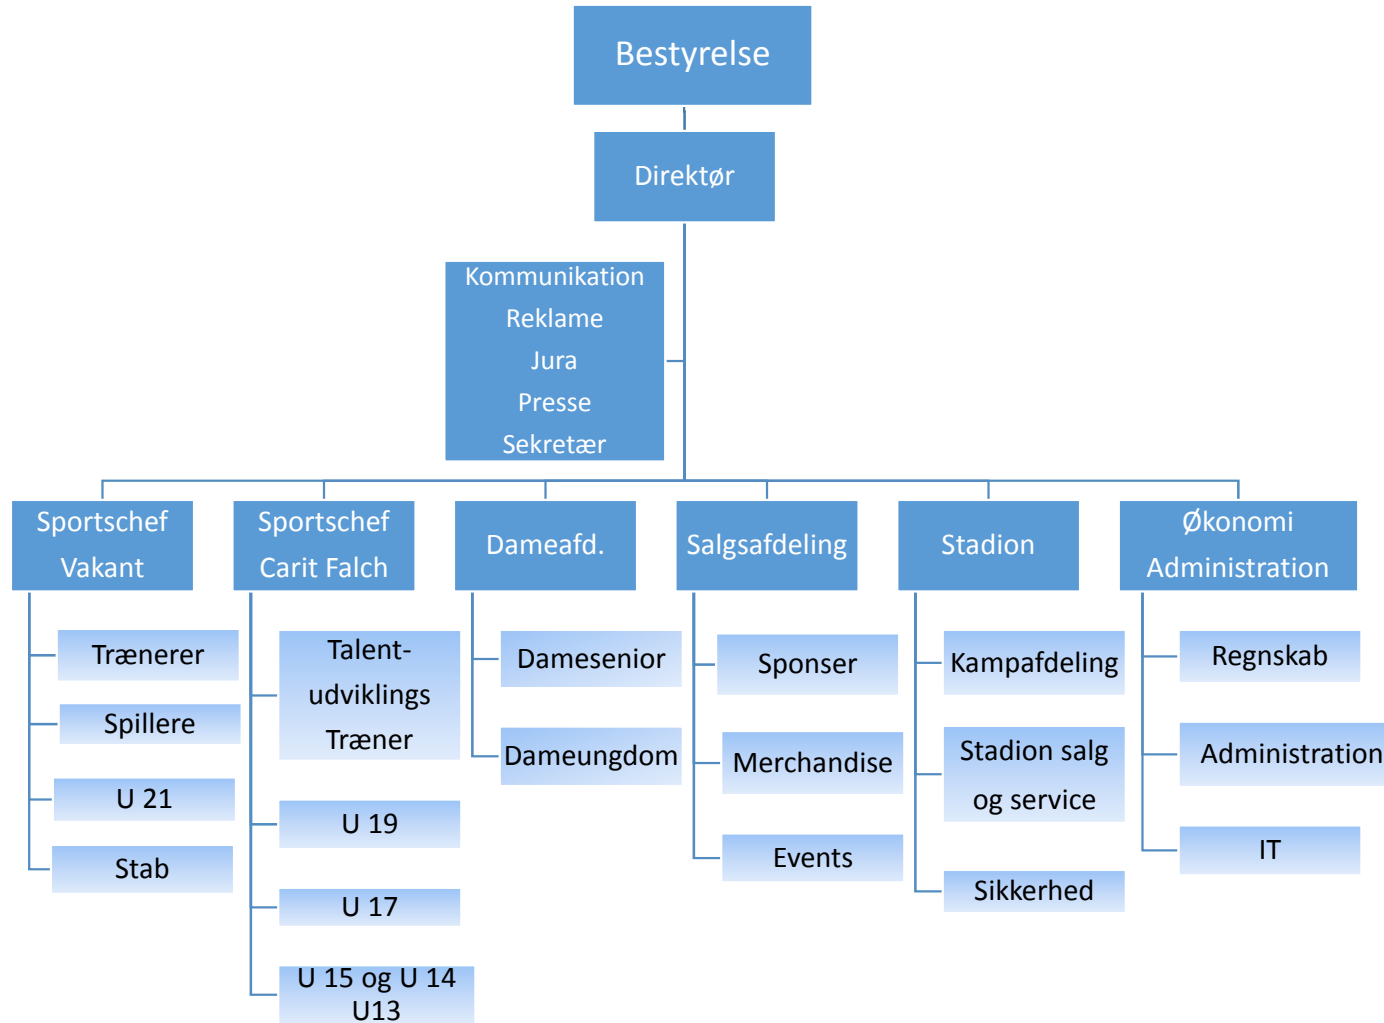 Bestyrelse
Direktør
Kommunikation
Reklame
Jura
Presse
Sekretær
Sportschef
Vakant
Sportschef
Carit Falch
Dameafd.
Salgsafdeling
Stadion
Økonomi
Administration
Trænerer
Spillere
U 21
Stab
Talent-
udviklings
Træner
U 19
U 17
U 15 og U 14
U13
Damesenior
Dameungdom
Sponser
Merchandise
Events
Kampafdeling
Stadion salg
og service
Sikkerhed
Regnskab
Administration
IT